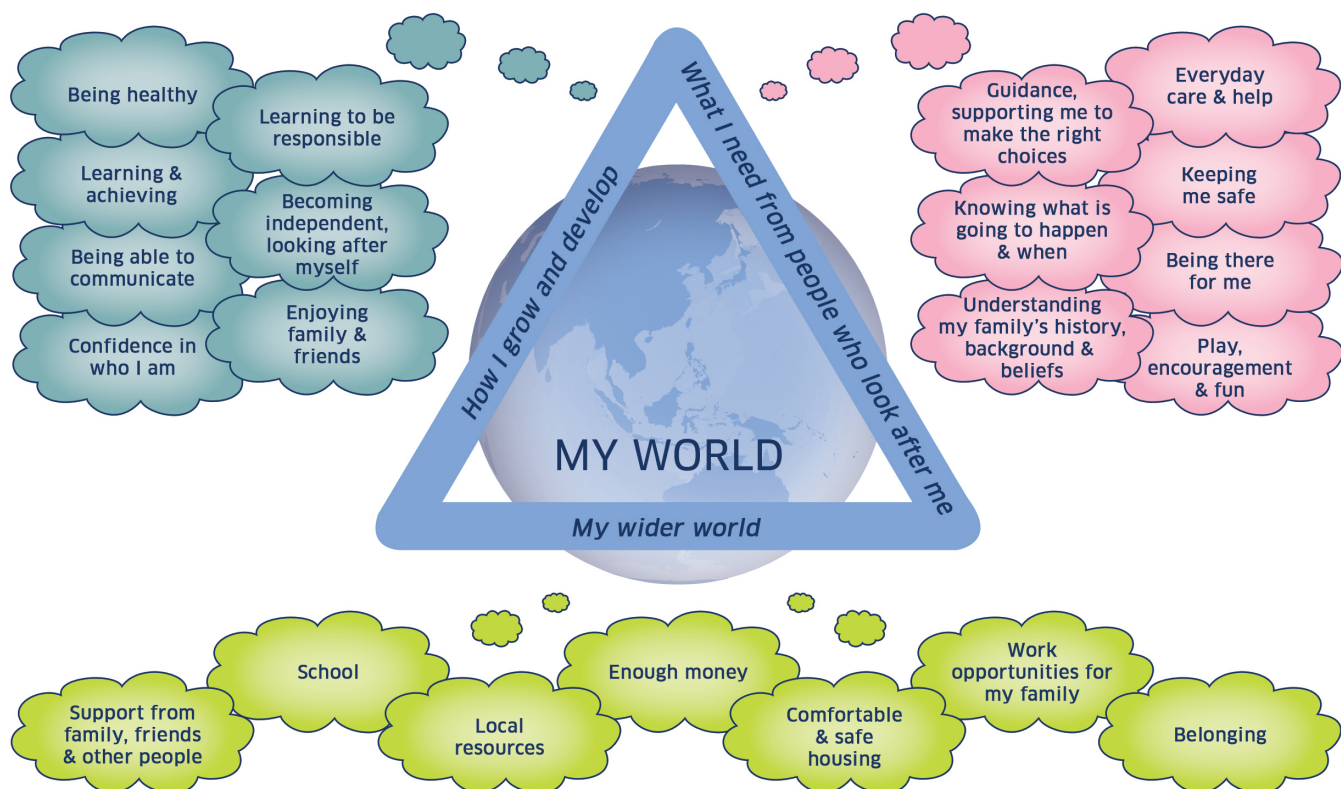 Being healthy
Learning to be
responsible
Learning &
achieving
Becoming
independent,
looking after
myself
Being able to
communicate
Enjoying
family &
friends
Confidence in
who I am
How I grow and develop
What I need from people who look after me
MY WORLD
My wider world
Everyday
care & help
Guidance,
supporting me to
make the right
choices
Keeping
me safe
Knowing what is
going to happen
& when
Being there
for me
Understanding
my family's history,
background &
beliefs
Play,
encouragement
& fun
Support from
family, friends
& other people
School
Local
resources
Enough money
Comfortable
& safe
housing
Work
opportunities for
my family
Belonging